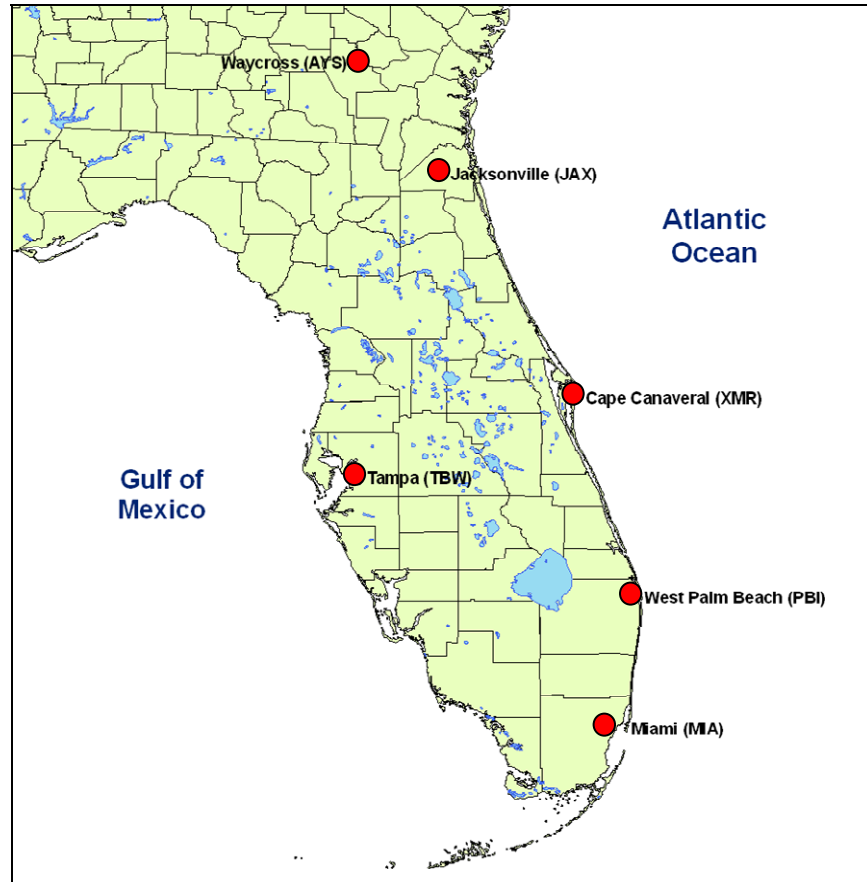 Waycross (AYS)
Jacksonville (JAX)
Atlantic
Ocean
Cape Canaveral (XMR)
Gulf of
Mexico
Tampa (TBW)
West Palm Beach (PBI)
Miami (MIA)